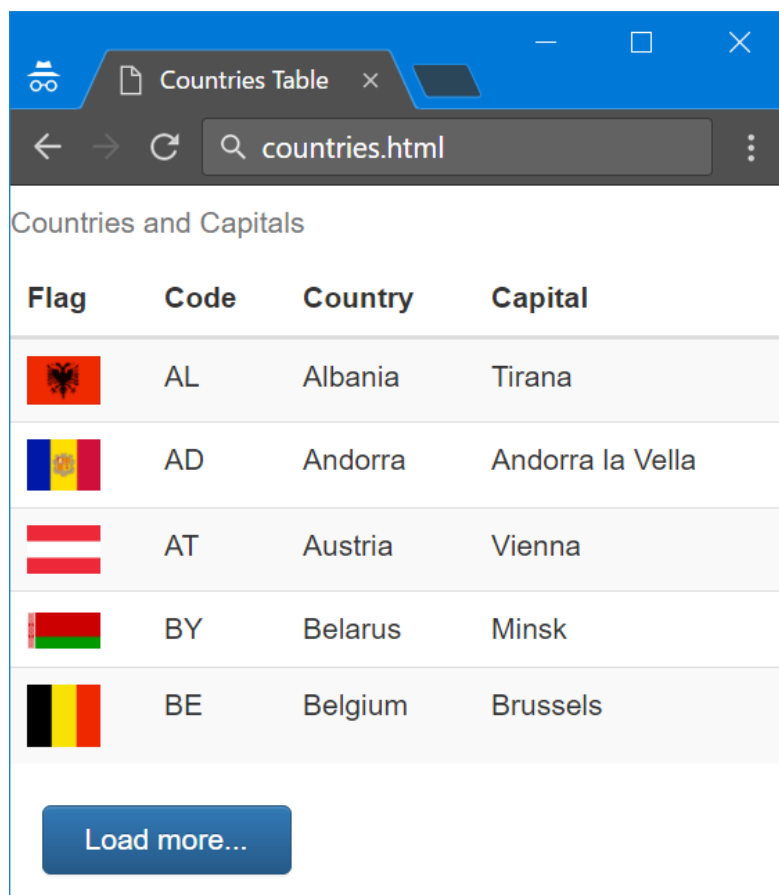 Countries Table
countries.html
Countries and Capitals
Flag Code Country Capital
AL Albania Tirana
AD Andorra Andorra la Vella
AT Austria Vienna
BY Belarus Minsk
BE Belgium Brussels
Load more...